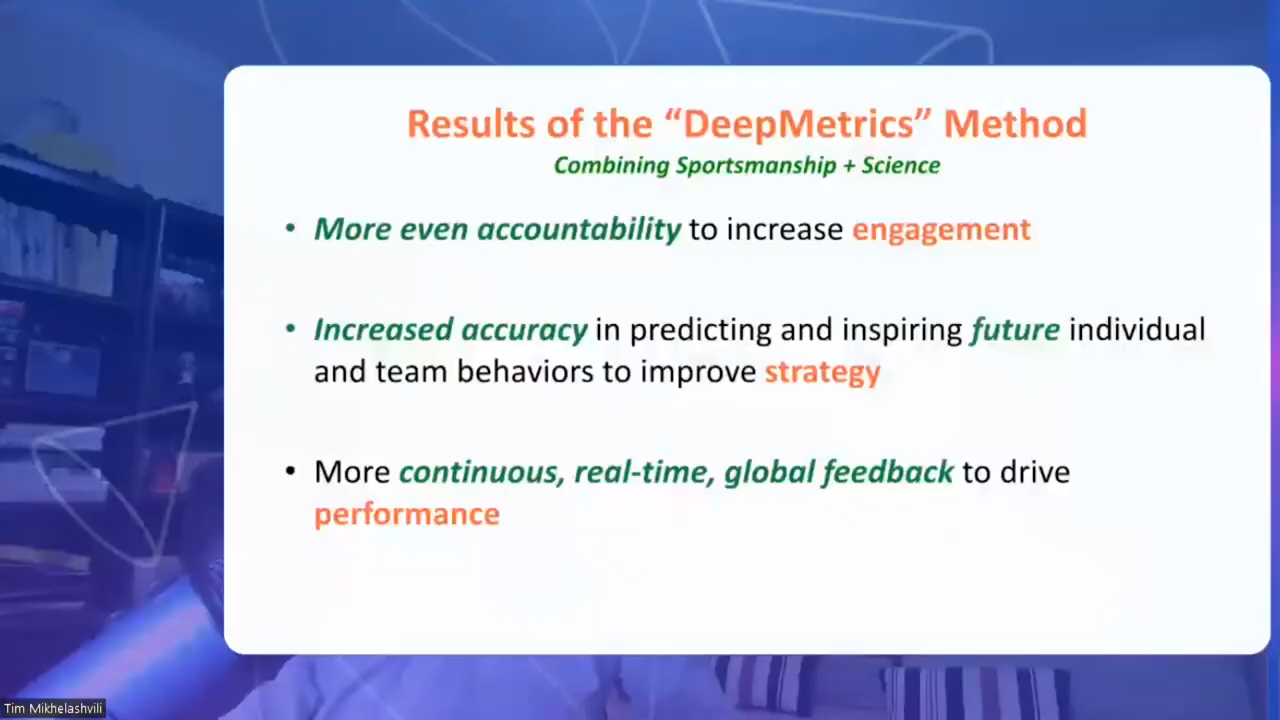 Results of the “DeepMetrics” Method
Combining Sportsmanship + Science
• More even accountability to increase engagement
• Increased accuracy in predicting and inspiring future individual
and team behaviors to improve strategy
• More continuous, real-time, global feedback to drive
performance
Tim Mikhelashvili